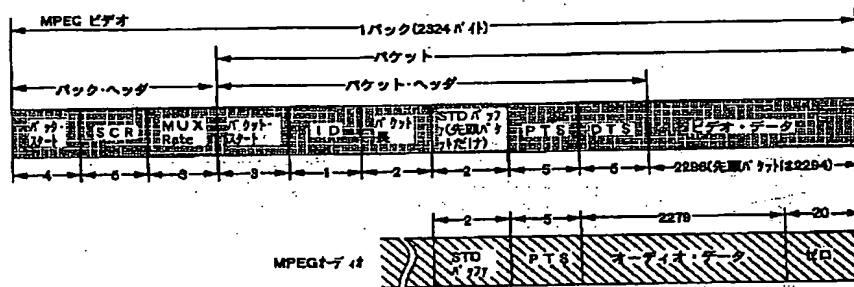 MPEG ビデオ
1パック(2324バイト)
パケット
パック・ヘッダ
パケット・ヘッダ
パック・スタート
SCR
MUX Rate
パケット・スタート
ID
パケット長
STDバッファ(先頭パケットだけ)
PTS
DTS
ビデオ・データ
4
5
3
3
1
2
2
5
5
2296(先頭パケットは2294)
2
5
2279
20
MPEGオーディオ
STDバッファ
PTS
オーディオ・データ
ゼロ